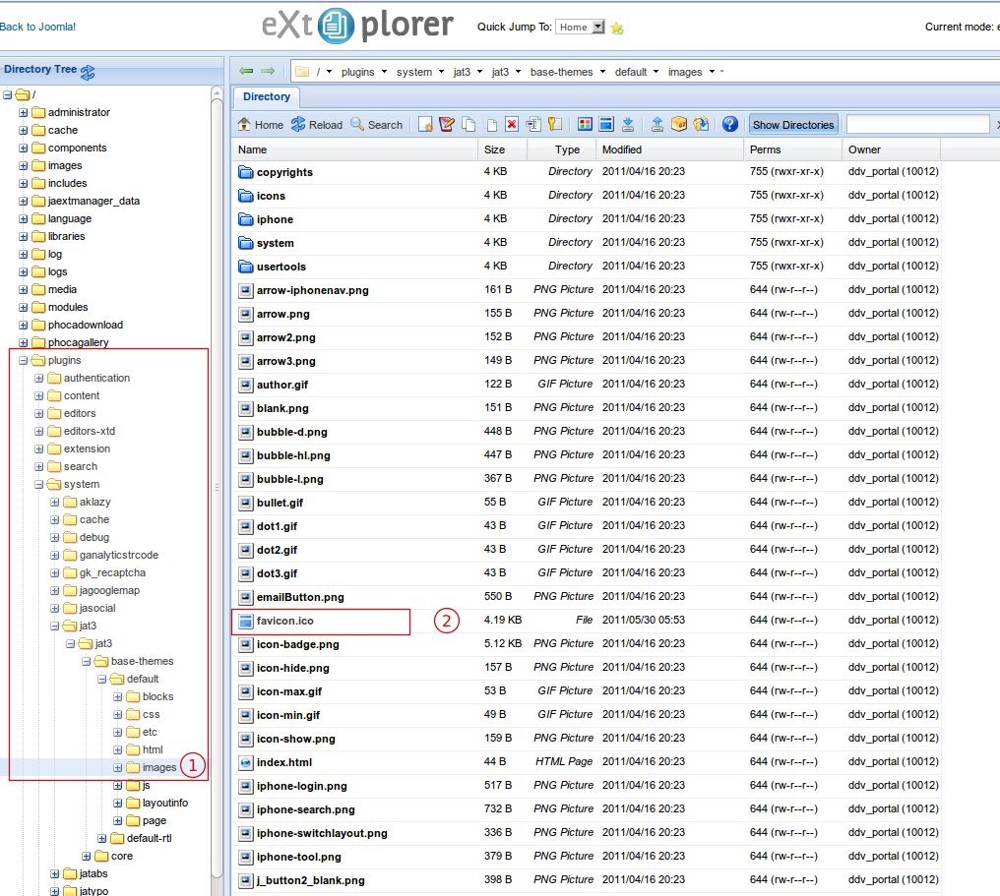 Back to Joomla!
eXtplorer
Quick Jump To: Home
Current mode: e
Directory Tree
/ plugins system jat3 jat3 base-themes default images
Directory
Home Reload Search Show Directories
Name Size Type Modified Perms Owner
/
administrator
cache
components
images
includes
jaextmanager_data
language
libraries
log
logs
media
modules
phocadownload
phocagallery
plugins
authentication
content
editors
editors-xtd
extension
search
system
aklazy
cache
debug
ganalyticstrcode
gk_recaptcha
jagooglemap
jasocial
jat3
jat3
base-themes
default
blocks
css
etc
html
images 1
js
layoutinfo
page
default-rtl
core
jatabs
jatypo
copyrights 4 KB Directory 2011/04/16 20:23 755 (rwxr-xr-x) ddv_portal (10012)
icons 4 KB Directory 2011/04/16 20:23 755 (rwxr-xr-x) ddv_portal (10012)
iphone 4 KB Directory 2011/04/16 20:23 755 (rwxr-xr-x) ddv_portal (10012)
system 4 KB Directory 2011/04/16 20:23 755 (rwxr-xr-x) ddv_portal (10012)
usertools 4 KB Directory 2011/04/16 20:23 755 (rwxr-xr-x) ddv_portal (10012)
arrow-iphonenav.png 161 B PNG Picture 2011/04/16 20:23 644 (rw-r--r--) ddv_portal (10012)
arrow.png 155 B PNG Picture 2011/04/16 20:23 644 (rw-r--r--) ddv_portal (10012)
arrow2.png 152 B PNG Picture 2011/04/16 20:23 644 (rw-r--r--) ddv_portal (10012)
arrow3.png 149 B PNG Picture 2011/04/16 20:23 644 (rw-r--r--) ddv_portal (10012)
author.gif 122 B GIF Picture 2011/04/16 20:23 644 (rw-r--r--) ddv_portal (10012)
blank.png 151 B PNG Picture 2011/04/16 20:23 644 (rw-r--r--) ddv_portal (10012)
bubble-d.png 448 B PNG Picture 2011/04/16 20:23 644 (rw-r--r--) ddv_portal (10012)
bubble-hl.png 447 B PNG Picture 2011/04/16 20:23 644 (rw-r--r--) ddv_portal (10012)
bubble-l.png 367 B PNG Picture 2011/04/16 20:23 644 (rw-r--r--) ddv_portal (10012)
bullet.gif 55 B GIF Picture 2011/04/16 20:23 644 (rw-r--r--) ddv_portal (10012)
dot1.gif 43 B GIF Picture 2011/04/16 20:23 644 (rw-r--r--) ddv_portal (10012)
dot2.gif 43 B GIF Picture 2011/04/16 20:23 644 (rw-r--r--) ddv_portal (10012)
dot3.gif 43 B GIF Picture 2011/04/16 20:23 644 (rw-r--r--) ddv_portal (10012)
emailButton.png 550 B PNG Picture 2011/04/16 20:23 644 (rw-r--r--) ddv_portal (10012)
favicon.ico 2 4.19 KB File 2011/05/30 05:53 644 (rw-r--r--) ddv_portal (10012)
icon-badge.png 5.12 KB PNG Picture 2011/04/16 20:23 644 (rw-r--r--) ddv_portal (10012)
icon-hide.png 157 B PNG Picture 2011/04/16 20:23 644 (rw-r--r--) ddv_portal (10012)
icon-max.gif 53 B GIF Picture 2011/04/16 20:23 644 (rw-r--r--) ddv_portal (10012)
icon-min.gif 49 B GIF Picture 2011/04/16 20:23 644 (rw-r--r--) ddv_portal (10012)
icon-show.png 159 B PNG Picture 2011/04/16 20:23 644 (rw-r--r--) ddv_portal (10012)
index.html 44 B HTML Page 2011/04/16 20:23 644 (rw-r--r--) ddv_portal (10012)
iphone-login.png 517 B PNG Picture 2011/04/16 20:23 644 (rw-r--r--) ddv_portal (10012)
iphone-search.png 732 B PNG Picture 2011/04/16 20:23 644 (rw-r--r--) ddv_portal (10012)
iphone-switchlayout.png 336 B PNG Picture 2011/04/16 20:23 644 (rw-r--r--) ddv_portal (10012)
iphone-tool.png 379 B PNG Picture 2011/04/16 20:23 644 (rw-r--r--) ddv_portal (10012)
j_button2_blank.png 398 B PNG Picture 2011/04/16 20:23 644 (rw-r--r--) ddv_portal (10012)